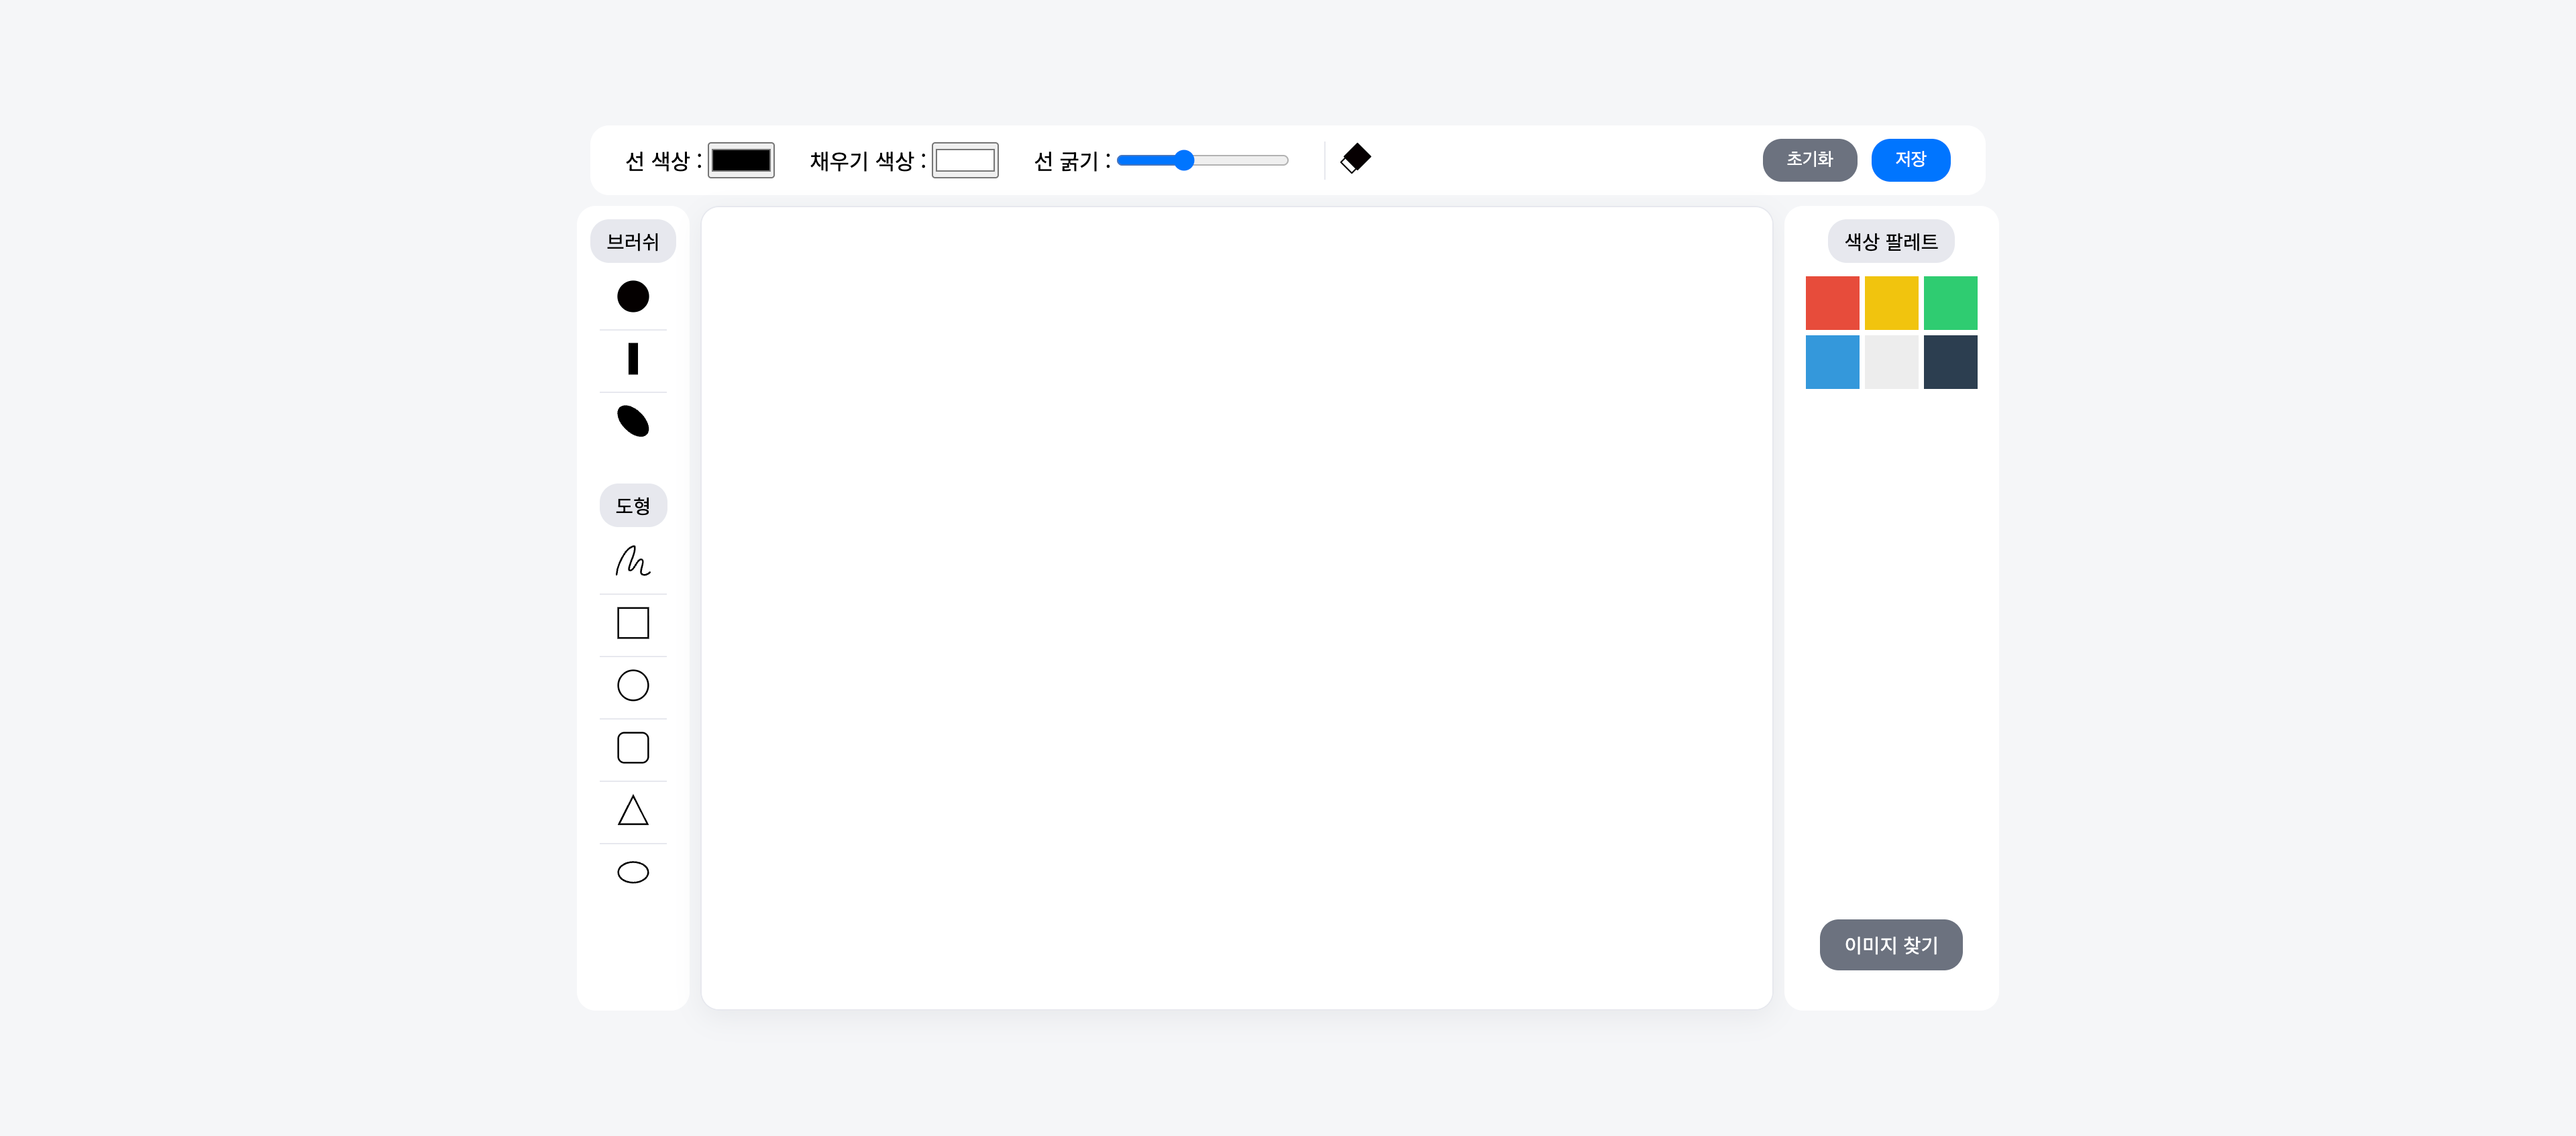 선 색상 :
채우기 색상 :
선 굵기 :
초기화
저장
브러쉬
도형
색상 팔레트
이미지 찾기